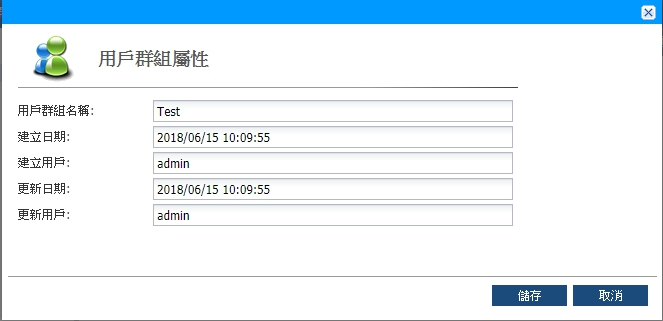 用戶群組屬性
用戶群組名稱: Test
建立日期: 2018/06/15 10:09:55
建立用戶: admin
更新日期: 2018/06/15 10:09:55
更新用戶: admin
儲存 取消